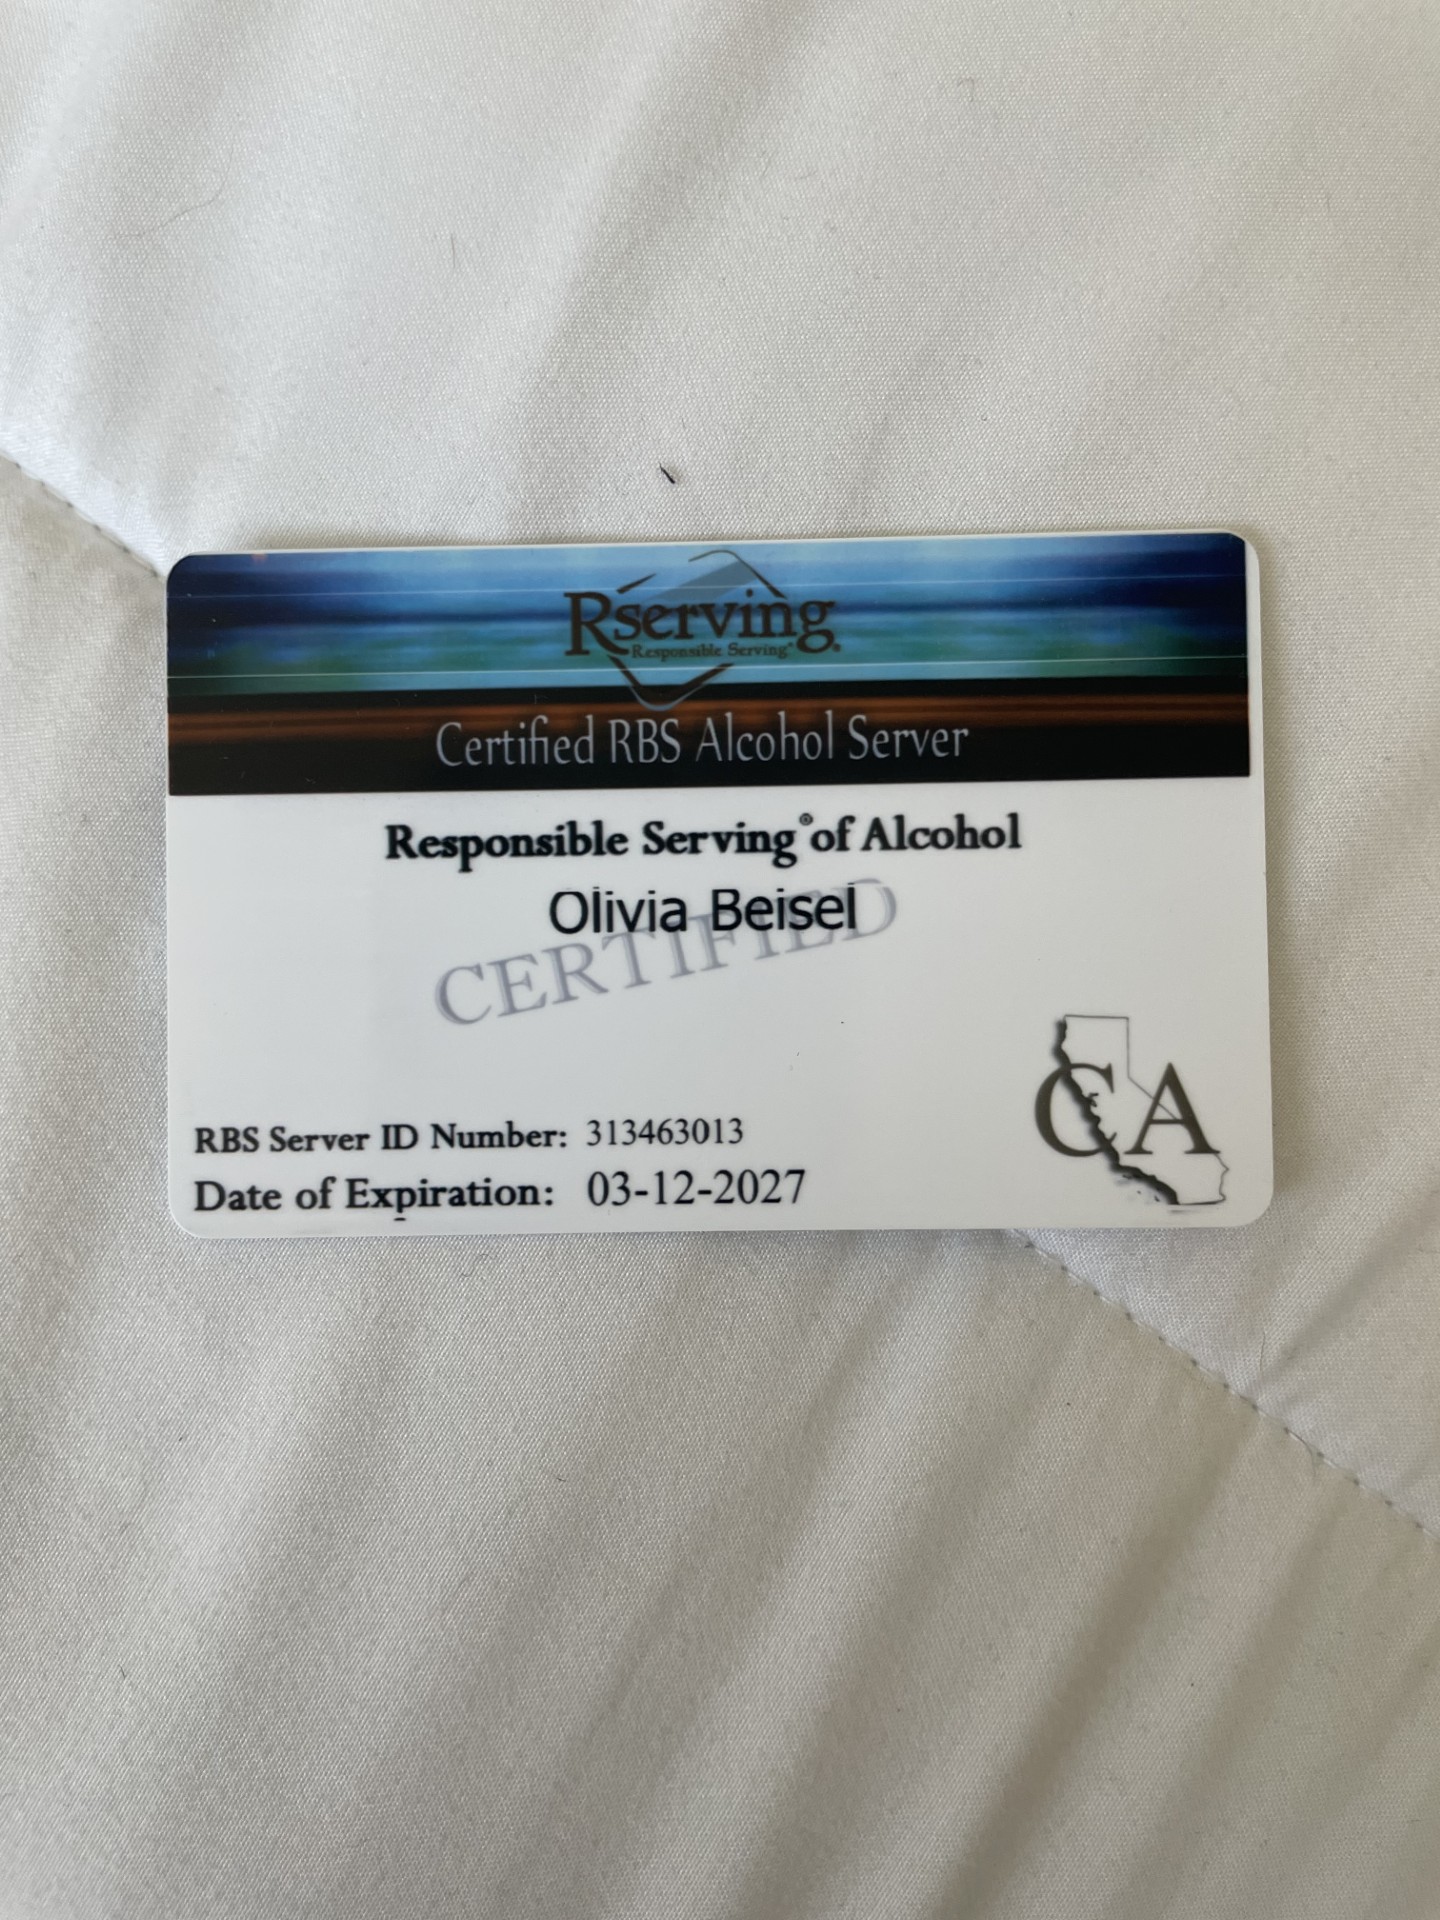 Rserving®
Responsible Serving®
Certified RBS Alcohol Server
Responsible Serving® of Alcohol
Olivia Beisel
CERTIFIED
CA
RBS Server ID Number: 313463013
Date of Expiration: 03-12-2027